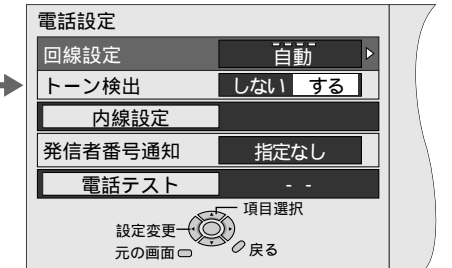 電話設定
回線設定 自動
トーン検出 しない する
内線設定
発信者番号通知 指定なし
電話テスト - -
項目選択
設定変更
元の画面 戻る